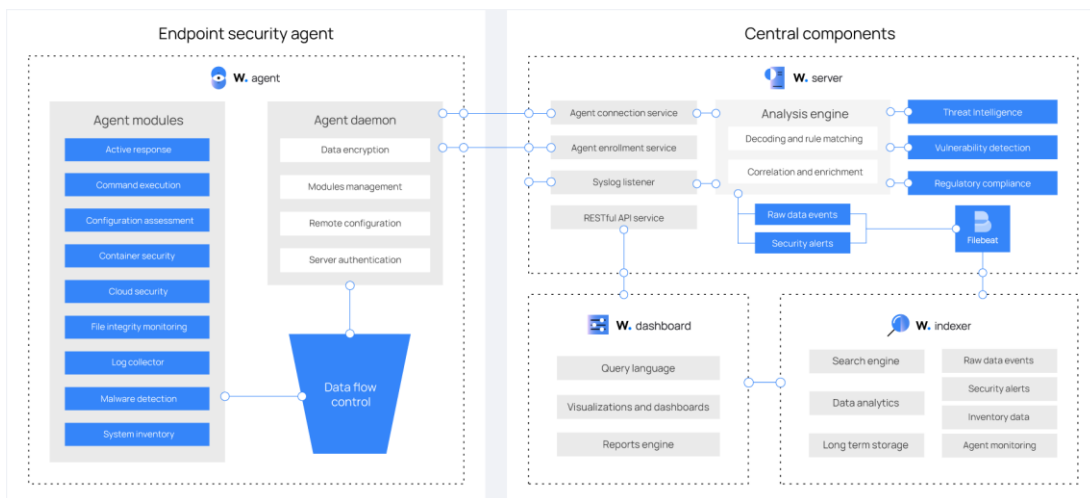 Endpoint security agent
W. agent
Agent modules
Active response
Command execution
Configuration assessment
Container security
Cloud security
File integrity monitoring
Log collector
Malware detection
System inventory
Agent daemon
Data encryption
Modules management
Remote configuration
Server authentication
Data flow
control
Central components
W. server
Agent connection service
Agent enrollment service
Syslog listener
RESTful API service
Analysis engine
Decoding and rule matching
Correlation and enrichment
Threat Intelligence
Vulnerability detection
Regulatory compliance
Raw data events
Security alerts
Filebeat
W. dashboard
Query language
Visualizations and dashboards
Reports engine
W. indexer
Search engine
Data analytics
Long term storage
Raw data events
Security alerts
Inventory data
Agent monitoring